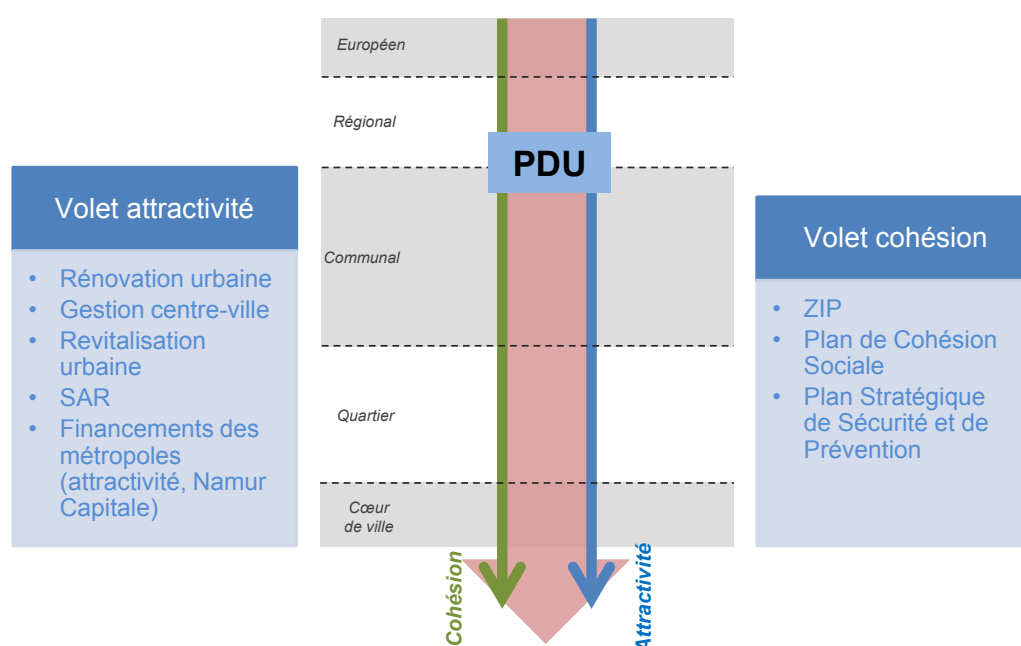 Européen
Régional
PDU
Communal
Quartier
Cœur
de ville
Cohésion
Attractivité
Volet attractivité
• Rénovation urbaine
• Gestion centre-ville
• Revitalisation
urbaine
• SAR
• Financements des
métropoles
(attractivité, Namur
Capitale)
Volet cohésion
• ZIP
• Plan de Cohésion
Sociale
• Plan Stratégique
de Sécurité et de
Prévention